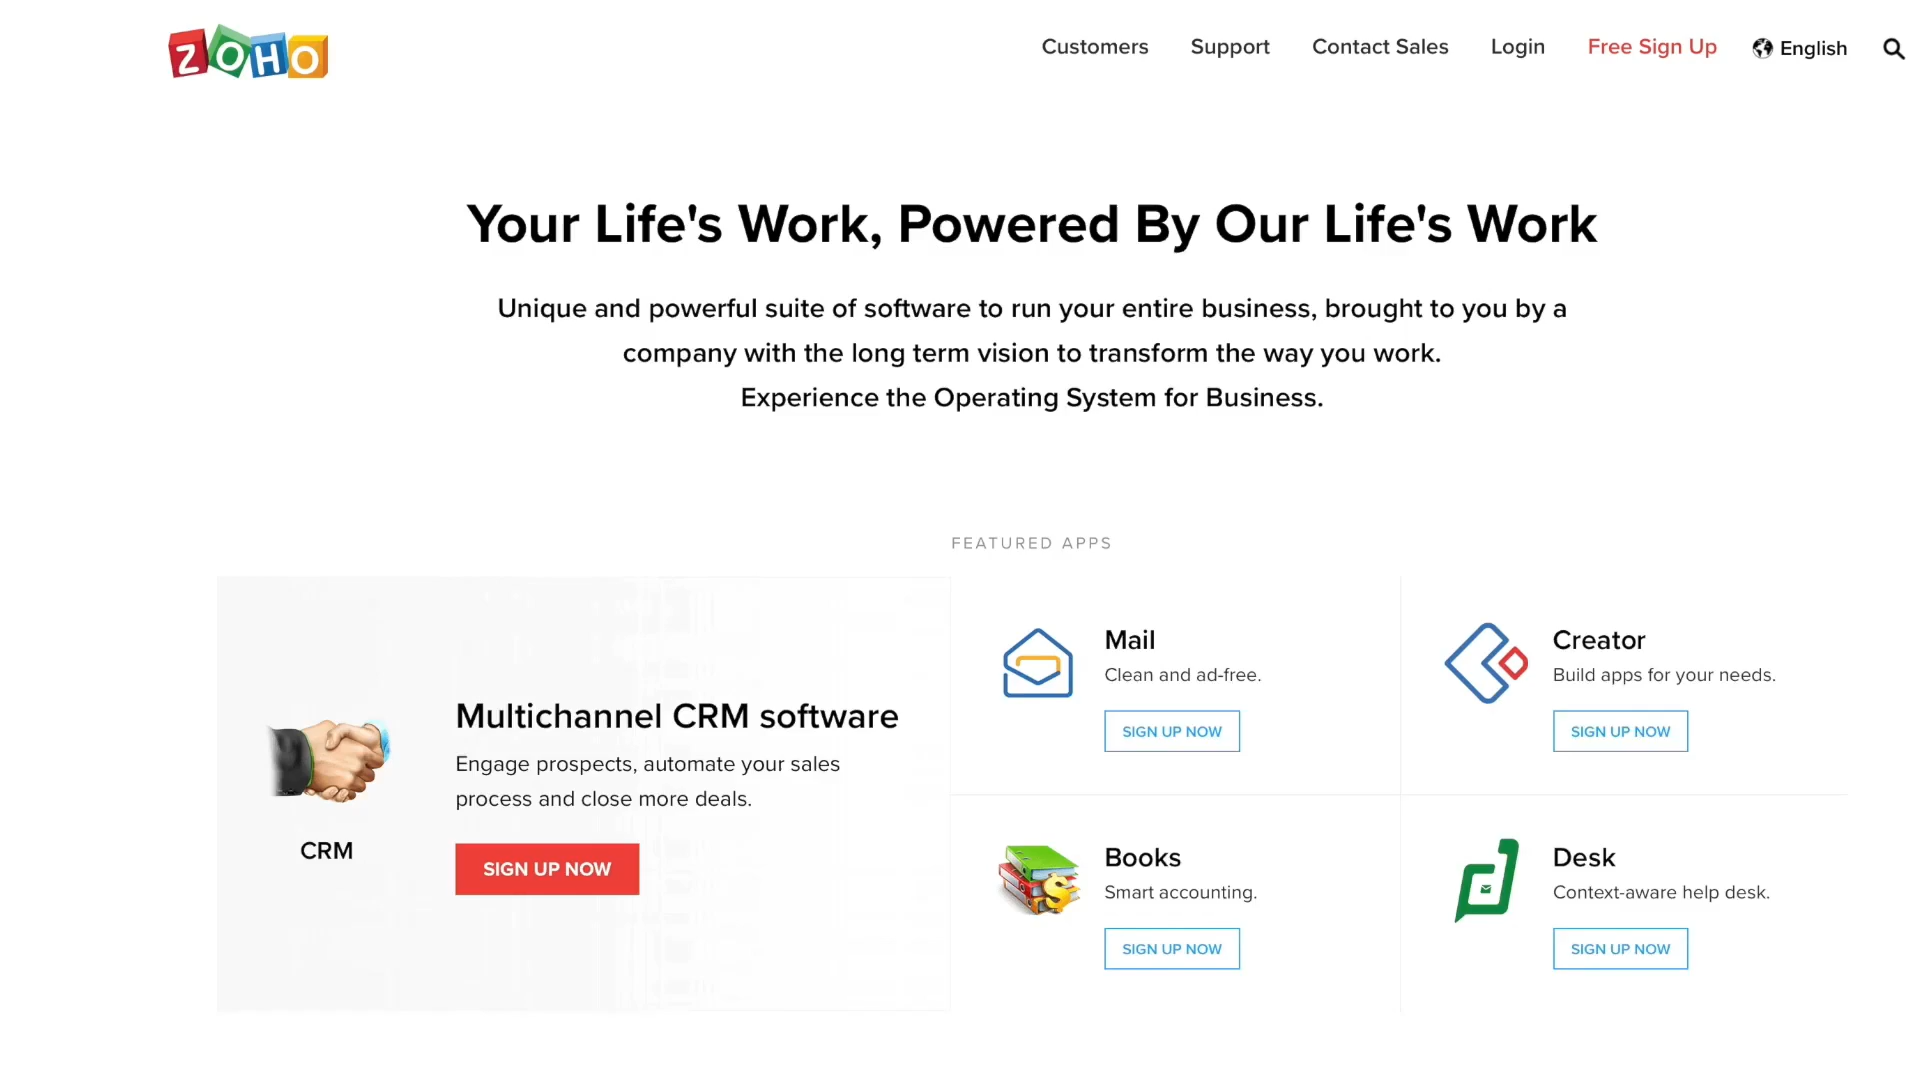 ZOHO
Customers
Support
Contact Sales
Login
Free Sign Up
English
Your Life's Work, Powered By Our Life's Work
Unique and powerful suite of software to run your entire business, brought to you by a
company with the long term vision to transform the way you work.
Experience the Operating System for Business.
FEATURED APPS
CRM
Multichannel CRM software
Engage prospects, automate your sales
process and close more deals.
SIGN UP NOW
Mail
Clean and ad-free.
SIGN UP NOW
Creator
Build apps for your needs.
SIGN UP NOW
Books
Smart accounting.
SIGN UP NOW
Desk
Context-aware help desk.
SIGN UP NOW